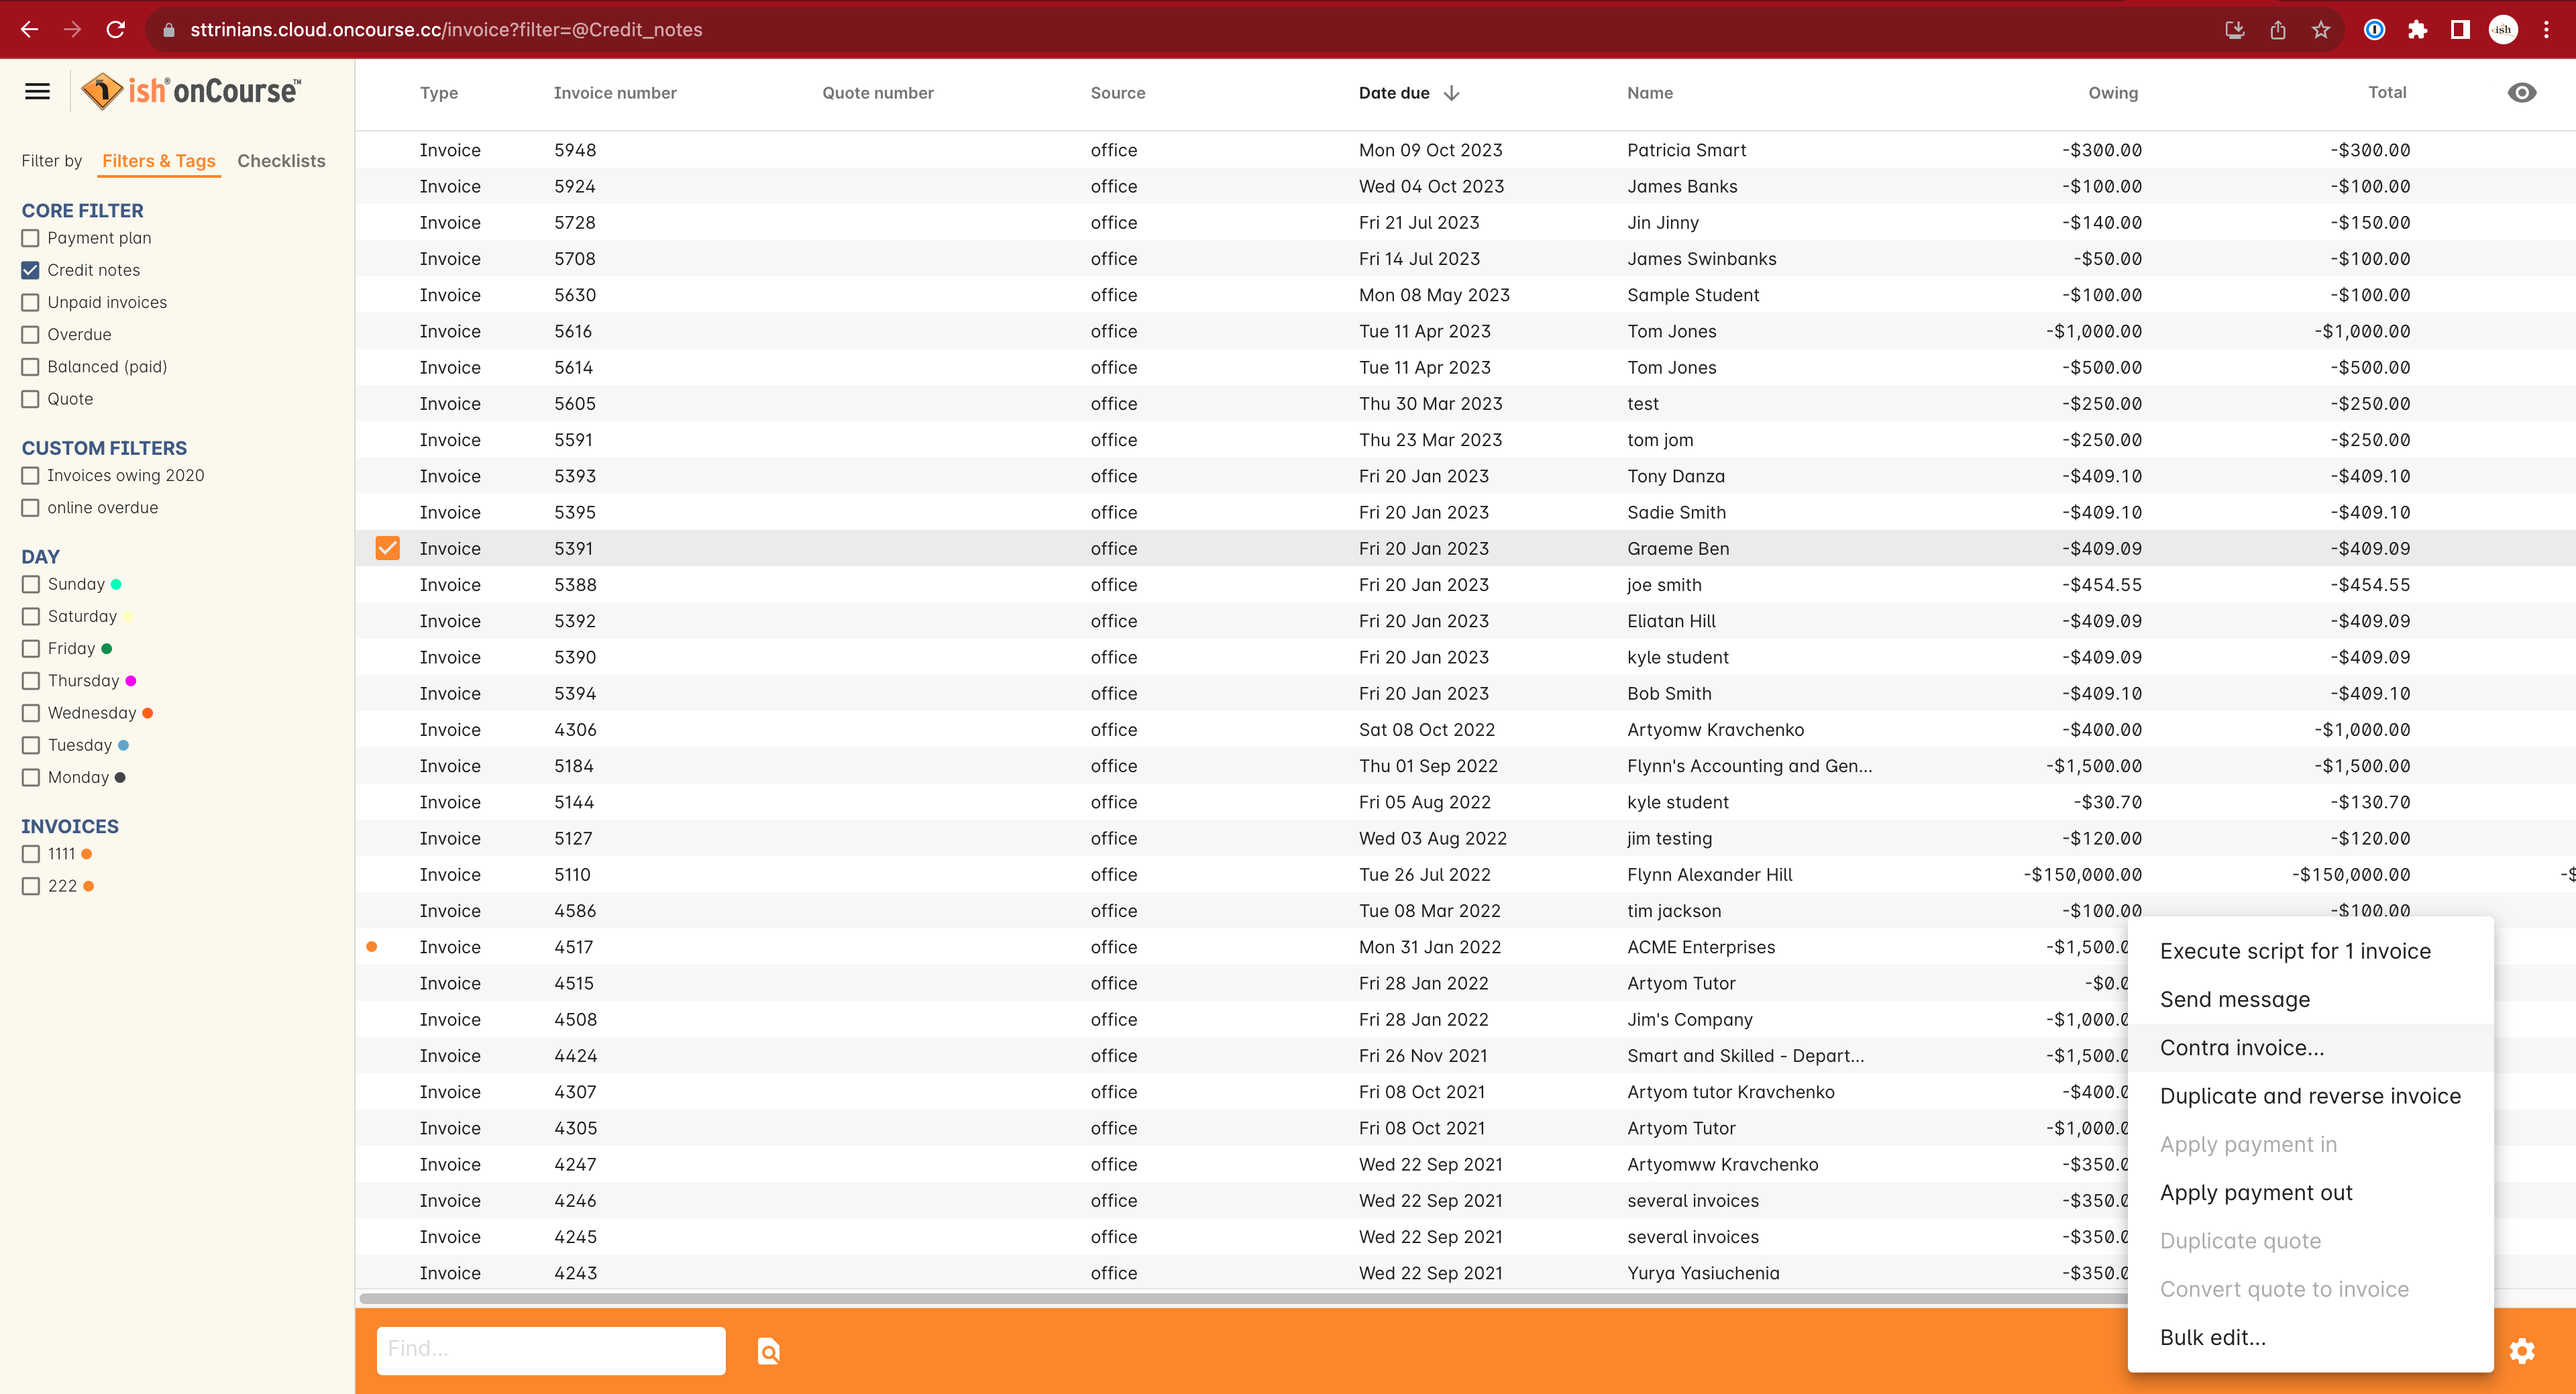 sttrinians.cloud.oncourse.cc/invoice?filter=@Credit_notes
ish
ish® onCourse™
Filter by Filters & Tags Checklists
CORE FILTER
Payment plan
Credit notes
Unpaid invoices
Overdue
Balanced (paid)
Quote
CUSTOM FILTERS
Invoices owing 2020
online overdue
DAY
Sunday
Saturday
Friday
Thursday
Wednesday
Tuesday
Monday
INVOICES
1111
222
Type Invoice number Quote number Source Date due Name Owing Total
Invoice 5948 office Mon 09 Oct 2023 Patricia Smart -$300.00 -$300.00
Invoice 5924 office Wed 04 Oct 2023 James Banks -$100.00 -$100.00
Invoice 5728 office Fri 21 Jul 2023 Jin Jinny -$140.00 -$150.00
Invoice 5708 office Fri 14 Jul 2023 James Swinbanks -$50.00 -$100.00
Invoice 5630 office Mon 08 May 2023 Sample Student -$100.00 -$100.00
Invoice 5616 office Tue 11 Apr 2023 Tom Jones -$1,000.00 -$1,000.00
Invoice 5614 office Tue 11 Apr 2023 Tom Jones -$500.00 -$500.00
Invoice 5605 office Thu 30 Mar 2023 test -$250.00 -$250.00
Invoice 5591 office Thu 23 Mar 2023 tom jom -$250.00 -$250.00
Invoice 5393 office Fri 20 Jan 2023 Tony Danza -$409.10 -$409.10
Invoice 5395 office Fri 20 Jan 2023 Sadie Smith -$409.10 -$409.10
Invoice 5391 office Fri 20 Jan 2023 Graeme Ben -$409.09 -$409.09
Invoice 5388 office Fri 20 Jan 2023 joe smith -$454.55 -$454.55
Invoice 5392 office Fri 20 Jan 2023 Eliatan Hill -$409.09 -$409.09
Invoice 5390 office Fri 20 Jan 2023 kyle student -$409.09 -$409.09
Invoice 5394 office Fri 20 Jan 2023 Bob Smith -$409.10 -$409.10
Invoice 4306 office Sat 08 Oct 2022 Artyomw Kravchenko -$400.00 -$1,000.00
Invoice 5184 office Thu 01 Sep 2022 Flynn's Accounting and Gen... -$1,500.00 -$1,500.00
Invoice 5144 office Fri 05 Aug 2022 kyle student -$30.70 -$130.70
Invoice 5127 office Wed 03 Aug 2022 jim testing -$120.00 -$120.00
Invoice 5110 office Tue 26 Jul 2022 Flynn Alexander Hill -$150,000.00 -$150,000.00 -$
Invoice 4586 office Tue 08 Mar 2022 tim jackson -$100.00 -$100.00
Invoice 4517 office Mon 31 Jan 2022 ACME Enterprises -$1,500.0
Invoice 4515 office Fri 28 Jan 2022 Artyom Tutor -$0.0
Invoice 4508 office Fri 28 Jan 2022 Jim's Company -$1,000.0
Invoice 4424 office Fri 26 Nov 2021 Smart and Skilled - Depart... -$1,500.0
Invoice 4307 office Fri 08 Oct 2021 Artyom tutor Kravchenko -$400.0
Invoice 4305 office Fri 08 Oct 2021 Artyom Tutor -$1,000.0
Invoice 4247 office Wed 22 Sep 2021 Artyomww Kravchenko -$350.0
Invoice 4246 office Wed 22 Sep 2021 several invoices -$350.0
Invoice 4245 office Wed 22 Sep 2021 several invoices -$350.0
Invoice 4243 office Wed 22 Sep 2021 Yurya Yasiuchenia -$350.0
Execute script for 1 invoice
Send message
Contra invoice...
Duplicate and reverse invoice
Apply payment in
Apply payment out
Duplicate quote
Convert quote to invoice
Bulk edit...
Find...